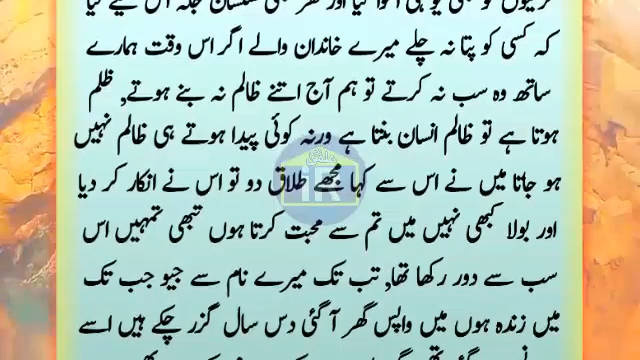 کہ کسی کو پتا نہ چلے میرے خاندان والے اگر اس وقت ہمارے
ساتھ وہ سب نہ کرتے تو ہم آج اتنے ظالم نہ بنے ہوتے, ظلم
ہوتا ہے تو ظالم انسان بنتا ہے ورنہ کوئی پیدا ہوتے ہی ظالم نہیں
ہو جاتا میں نے اس سے کہا مجھے طلاق دو تو اس نے انکار کر دیا
اور بولا کبھی نہیں میں تم سے محبت کرتا ہوں تبھی تمہیں اس
سب سے دور رکھا تھا, تب تک میرے نام سے جیو جب تک
میں زندہ ہوں میں واپس گھر آ گئی دس سال گزر چکے ہیں اسے